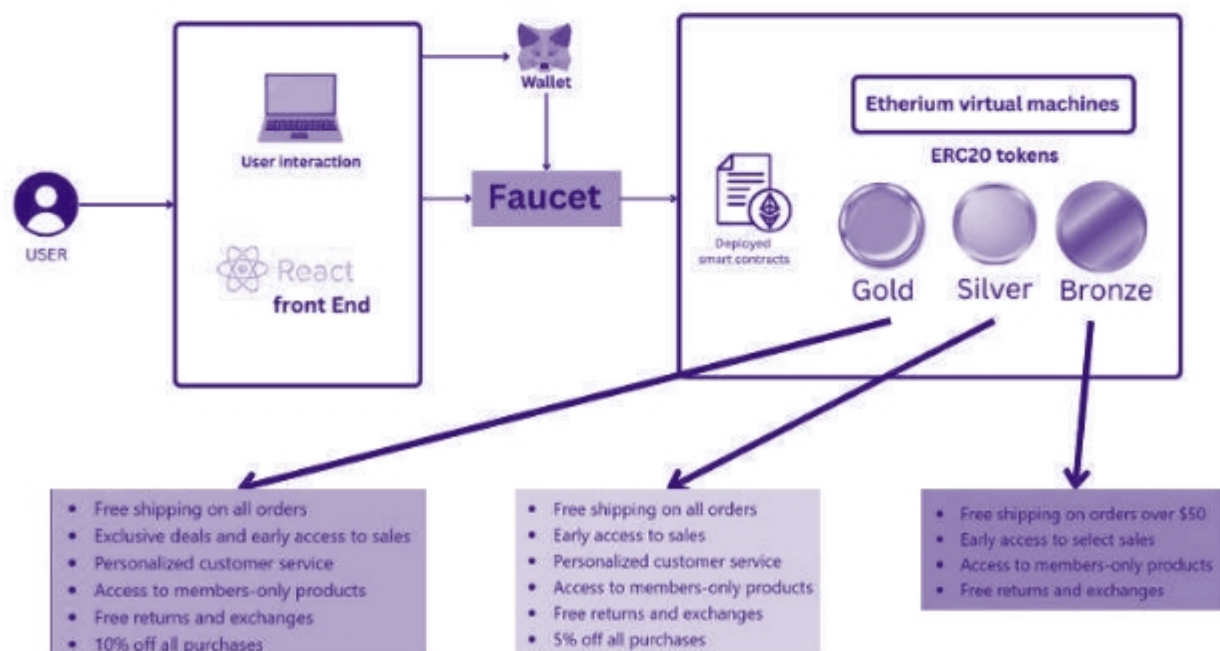 Wallet
Etherium virtual machines
User interaction
ERC20 tokens
Faucet
USER
Deployed
smart contracts
React
front End
Gold
Silver
Bronze
• Free shipping on all orders
• Exclusive deals and early access to sales
• Personalized customer service
• Access to members-only products
• Free returns and exchanges
• 10% off all purchases
• Free shipping on all orders
• Early access to sales
• Personalized customer service
• Access to members-only products
• Free returns and exchanges
• 5% off all purchases
• Free shipping on orders over $50
• Early access to select sales
• Access to members-only products
• Free returns and exchanges